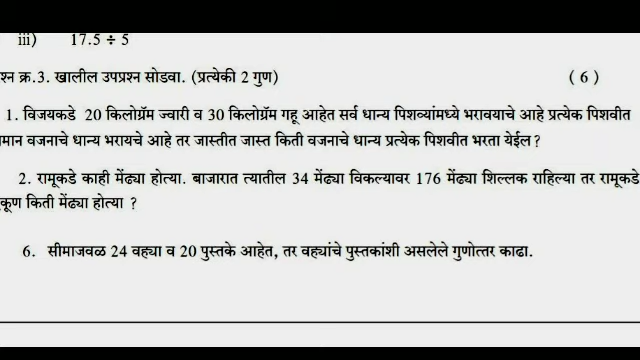 iii) 17.5 ÷ 5
श्न क्र.3. खालील उपप्रश्न सोडवा. (प्रत्येकी 2 गुण) ( 6 )
1. विजयकडे 20 किलोग्रॅम ज्वारी व 30 किलोग्रॅम गहू आहेत सर्व धान्य पिशव्यांमध्ये भरावयाचे आहे प्रत्येक पिशवीत
मान वजनाचे धान्य भरायचे आहे तर जास्तीत जास्त किती वजनाचे धान्य प्रत्येक पिशवीत भरता येईल ?
2. रामूकडे काही मेंढ्या होत्या. बाजारात त्यातील 34 मेंढ्या विकल्यावर 176 मेंढ्या शिल्लक राहिल्या तर रामूकडे
कूण किती मेंढ्या होत्या ?
6. सीमाजवळ 24 वह्या व 20 पुस्तके आहेत, तर वह्यांचे पुस्तकांशी असलेले गुणोत्तर काढा.